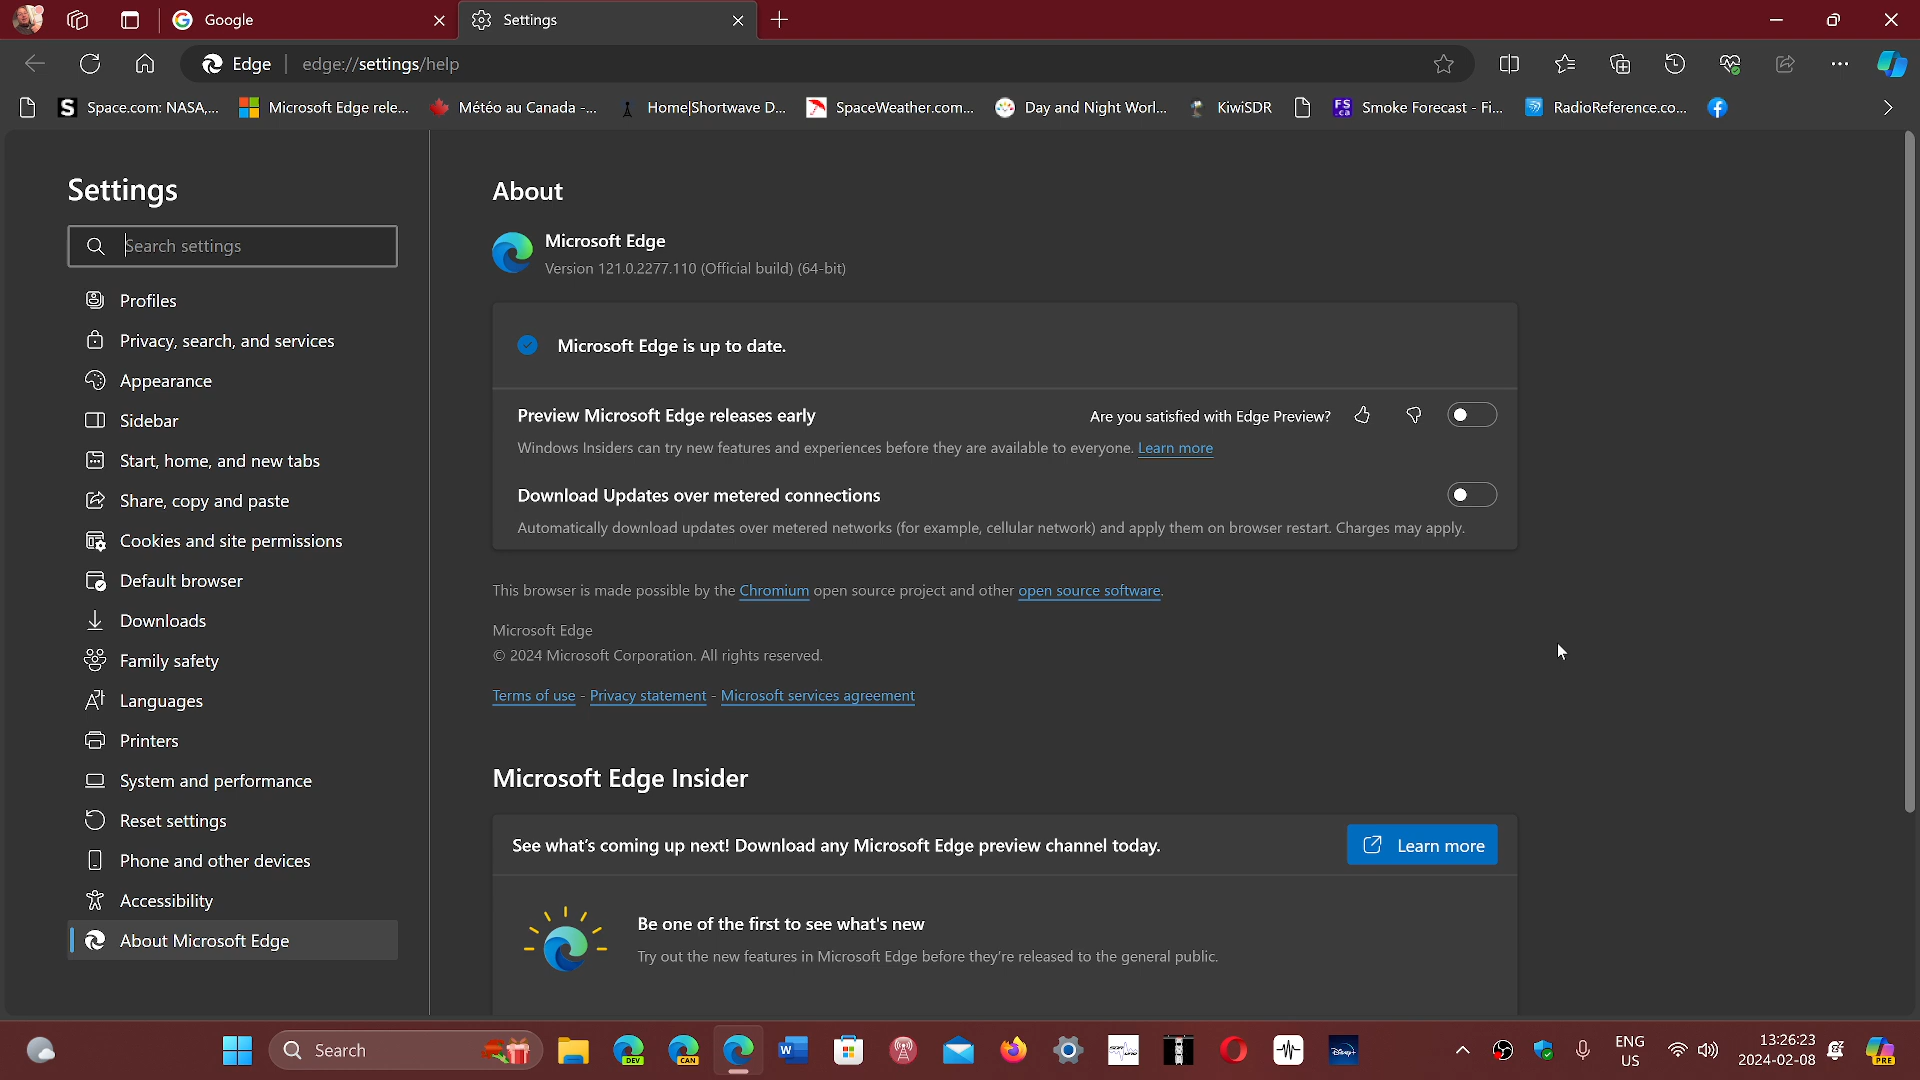 Google
Settings
Edge
edge://settings/help
Space.com: NASA,...
Microsoft Edge rele...
Météo au Canada -...
Home|Shortwave D...
SpaceWeather.com...
Day and Night Worl...
KiwiSDR
FS
.ca
Smoke Forecast - Fi...
RadioReference.co...
Settings
Search settings
Profiles
Privacy, search, and services
Appearance
Sidebar
Start, home, and new tabs
Share, copy and paste
Cookies and site permissions
Default browser
Downloads
Family safety
Languages
Printers
System and performance
Reset settings
Phone and other devices
Accessibility
About Microsoft Edge
About
Microsoft Edge
Version 121.0.2277.110 (Official build) (64-bit)
Microsoft Edge is up to date.
Preview Microsoft Edge releases early
Are you satisfied with Edge Preview?
Windows Insiders can try new features and experiences before they are available to everyone. Learn more
Download Updates over metered connections
Automatically download updates over metered networks (for example, cellular network) and apply them on browser restart. Charges may apply.
This browser is made possible by the Chromium open source project and other open source software.
Microsoft Edge
© 2024 Microsoft Corporation. All rights reserved.
Terms of use - Privacy statement - Microsoft services agreement
Microsoft Edge Insider
See what's coming up next! Download any Microsoft Edge preview channel today.
Learn more
Be one of the first to see what's new
Try out the new features in Microsoft Edge before they're released to the general public.
Search
DEV
CAN
Disney+
ENG
US
13:26:23
2024-02-08
PRE